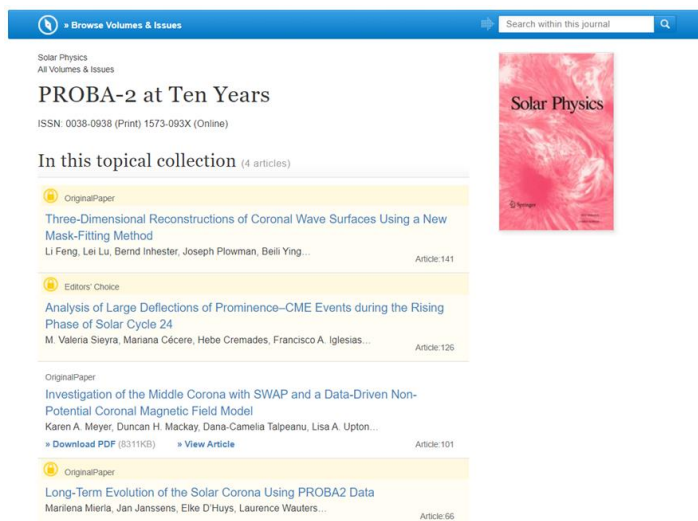 » Browse Volumes & Issues
Search within this journal
Solar Physics
All Volumes & Issues
PROBA-2 at Ten Years
ISSN: 0038-0938 (Print) 1573-093X (Online)
In this topical collection (4 articles)
OriginalPaper
Three-Dimensional Reconstructions of Coronal Wave Surfaces Using a New
Mask-Fitting Method
Li Feng, Lei Lu, Bernd Inhester, Joseph Plowman, Beili Ying...
Article:141
Editors' Choice
Analysis of Large Deflections of Prominence–CME Events during the Rising
Phase of Solar Cycle 24
M. Valeria Sieyra, Mariana Cécere, Hebe Cremades, Francisco A. Iglesias...
Article:126
OriginalPaper
Investigation of the Middle Corona with SWAP and a Data-Driven Non-
Potential Coronal Magnetic Field Model
Karen A. Meyer, Duncan H. Mackay, Dana-Camelia Talpeanu, Lisa A. Upton...
» Download PDF (8311KB) » View Article Article:101
OriginalPaper
Long-Term Evolution of the Solar Corona Using PROBA2 Data
Marilena Mierla, Jan Janssens, Elke D'Huys, Laurence Wauters...
Article:66
Solar Physics
Springer